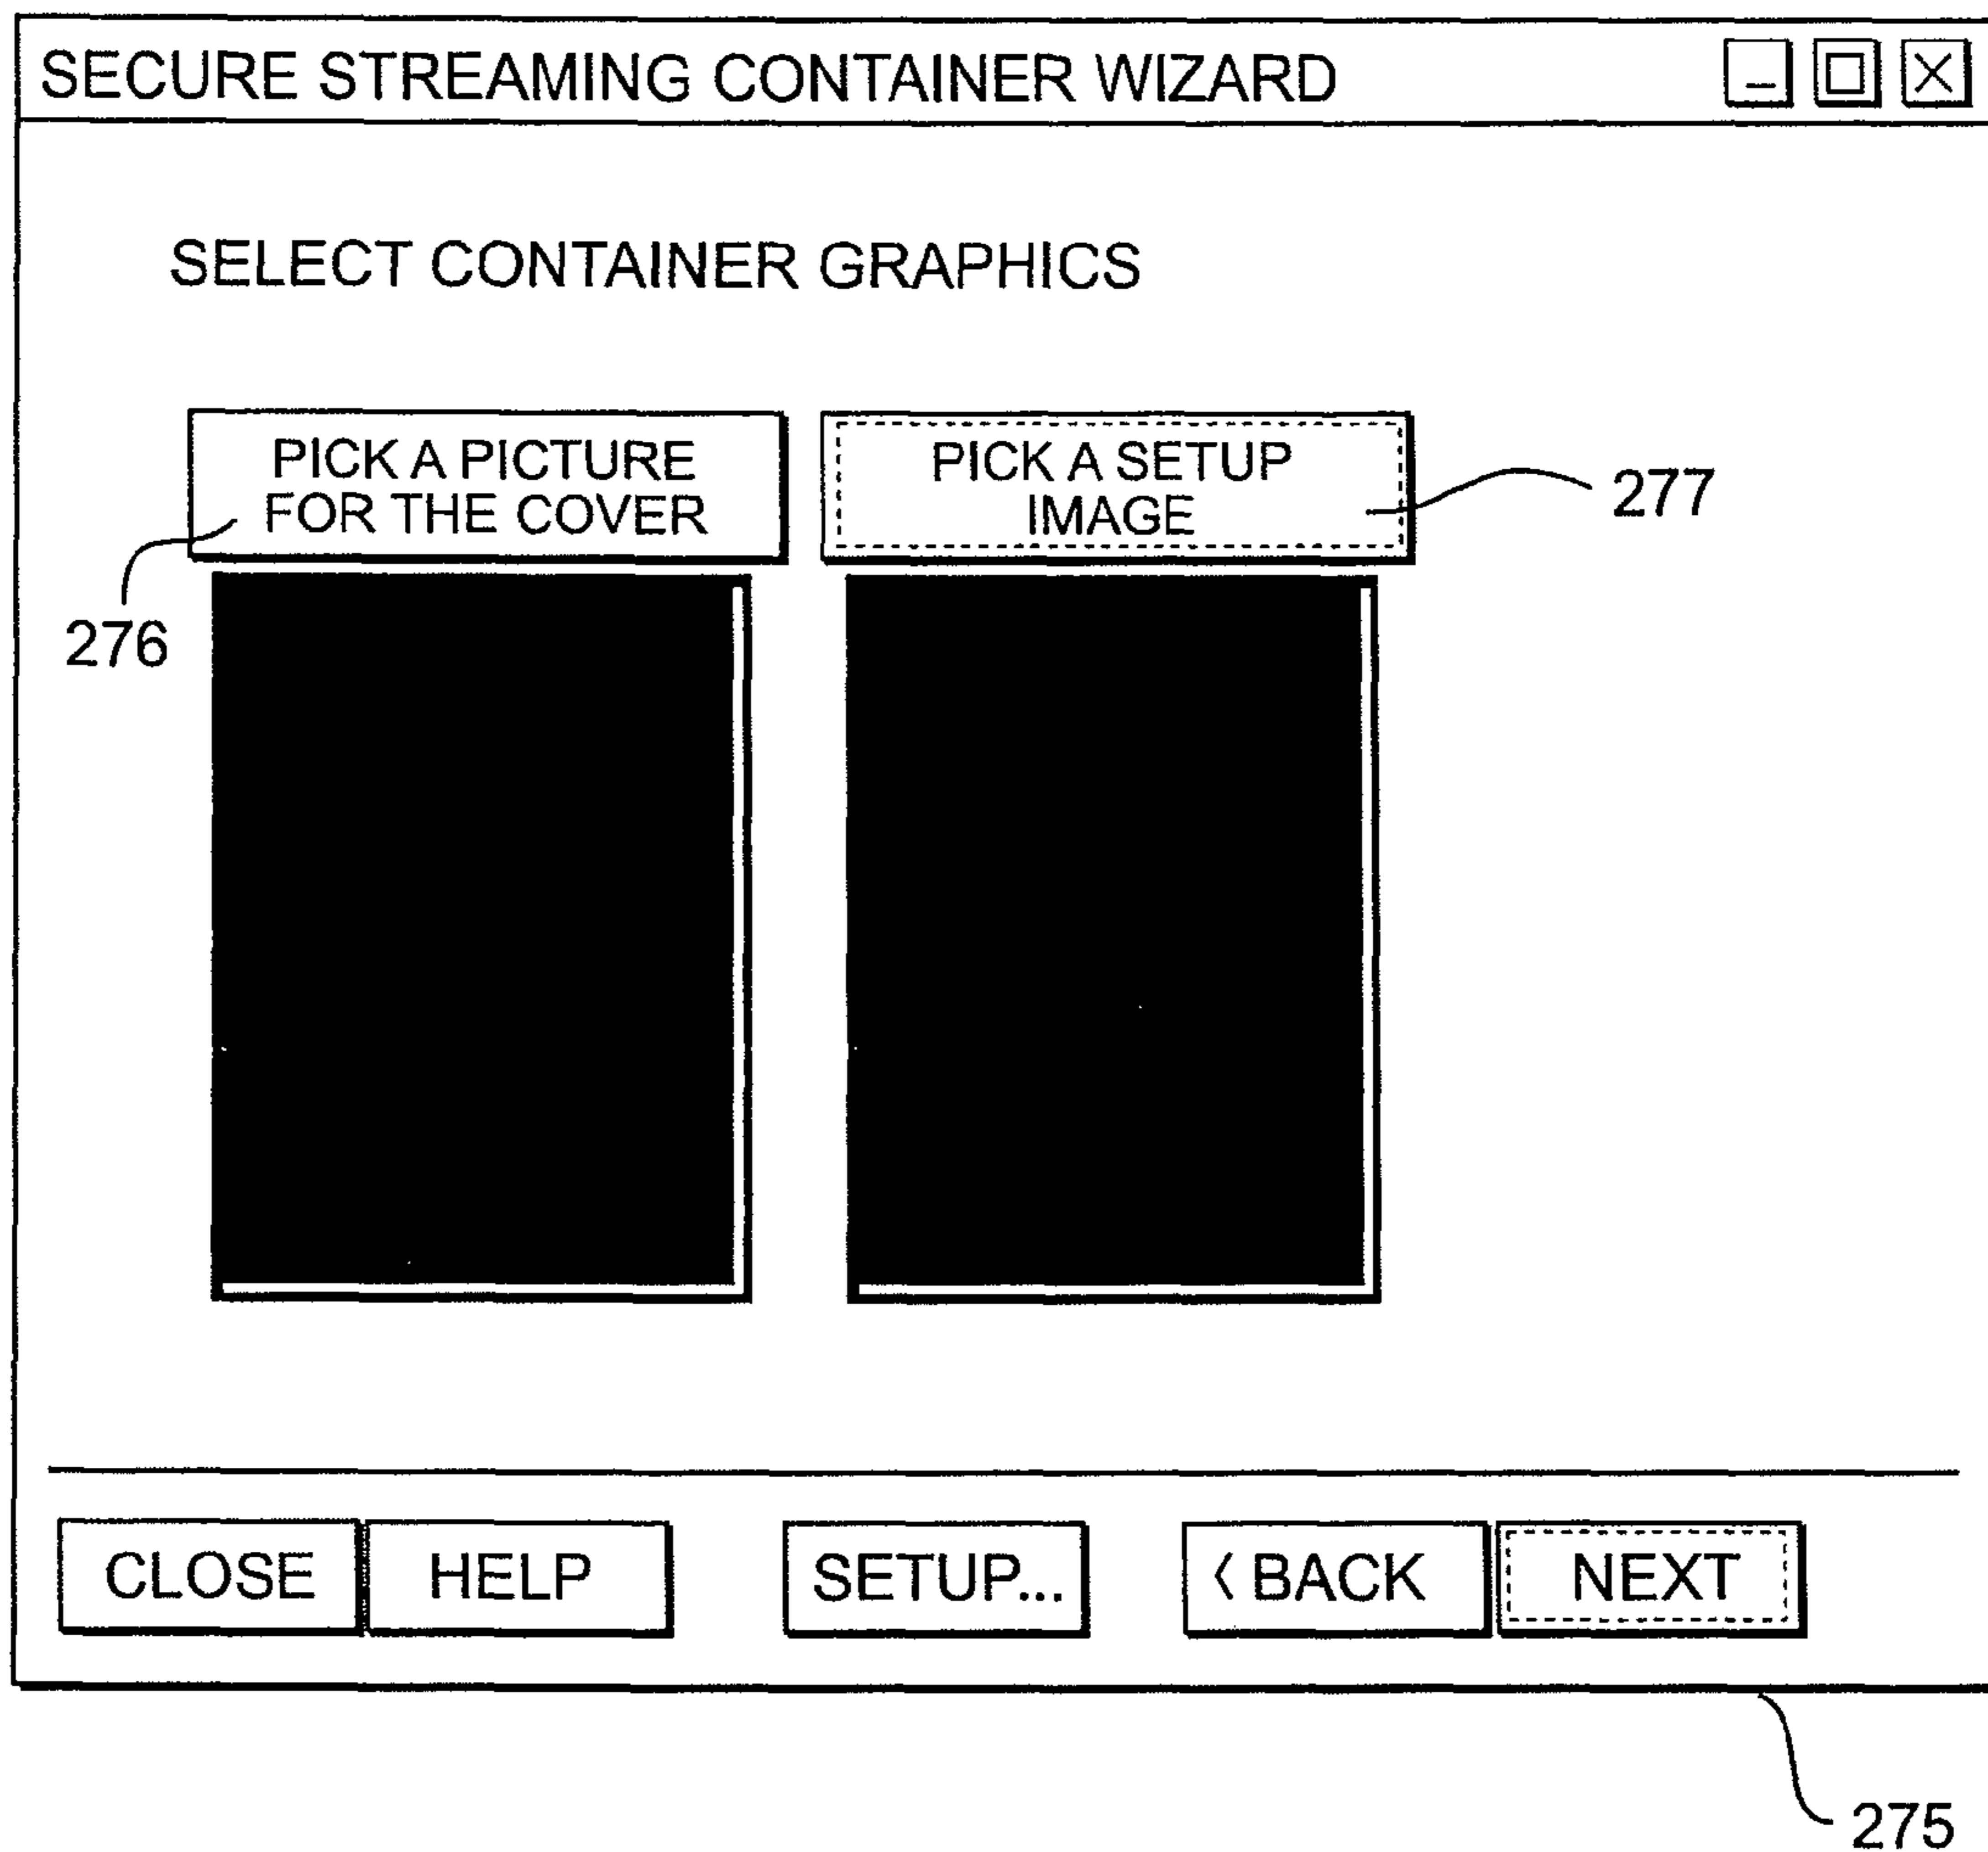 SECURE STREAMING CONTAINER WIZARD
SELECT CONTAINER GRAPHICS
PICK A PICTURE
FOR THE COVER
PICK A SETUP
IMAGE
277
276
CLOSE
HELP
SETUP...
< BACK
NEXT
275